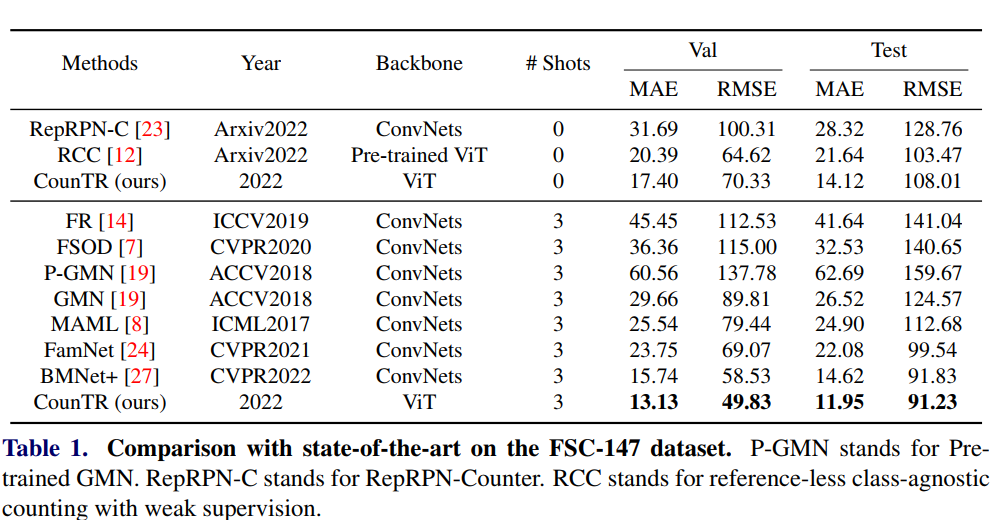 Methods Year Backbone # Shots Val Test
MAE RMSE MAE RMSE
RepRPN-C [23] Arxiv2022 ConvNets 0 31.69 100.31 28.32 128.76
RCC [12] Arxiv2022 Pre-trained ViT 0 20.39 64.62 21.64 103.47
CounTR (ours) 2022 ViT 0 17.40 70.33 14.12 108.01
FR [14] ICCV2019 ConvNets 3 45.45 112.53 41.64 141.04
FSOD [7] CVPR2020 ConvNets 3 36.36 115.00 32.53 140.65
P-GMN [19] ACCV2018 ConvNets 3 60.56 137.78 62.69 159.67
GMN [19] ACCV2018 ConvNets 3 29.66 89.81 26.52 124.57
MAML [8] ICML2017 ConvNets 3 25.54 79.44 24.90 112.68
FamNet [24] CVPR2021 ConvNets 3 23.75 69.07 22.08 99.54
BMNet+ [27] CVPR2022 ConvNets 3 15.74 58.53 14.62 91.83
CounTR (ours) 2022 ViT 3 13.13 49.83 11.95 91.23
Table 1. Comparison with state-of-the-art on the FSC-147 dataset. P-GMN stands for Pre-
trained GMN. RepRPN-C stands for RepRPN-Counter. RCC stands for reference-less class-agnostic
counting with weak supervision.